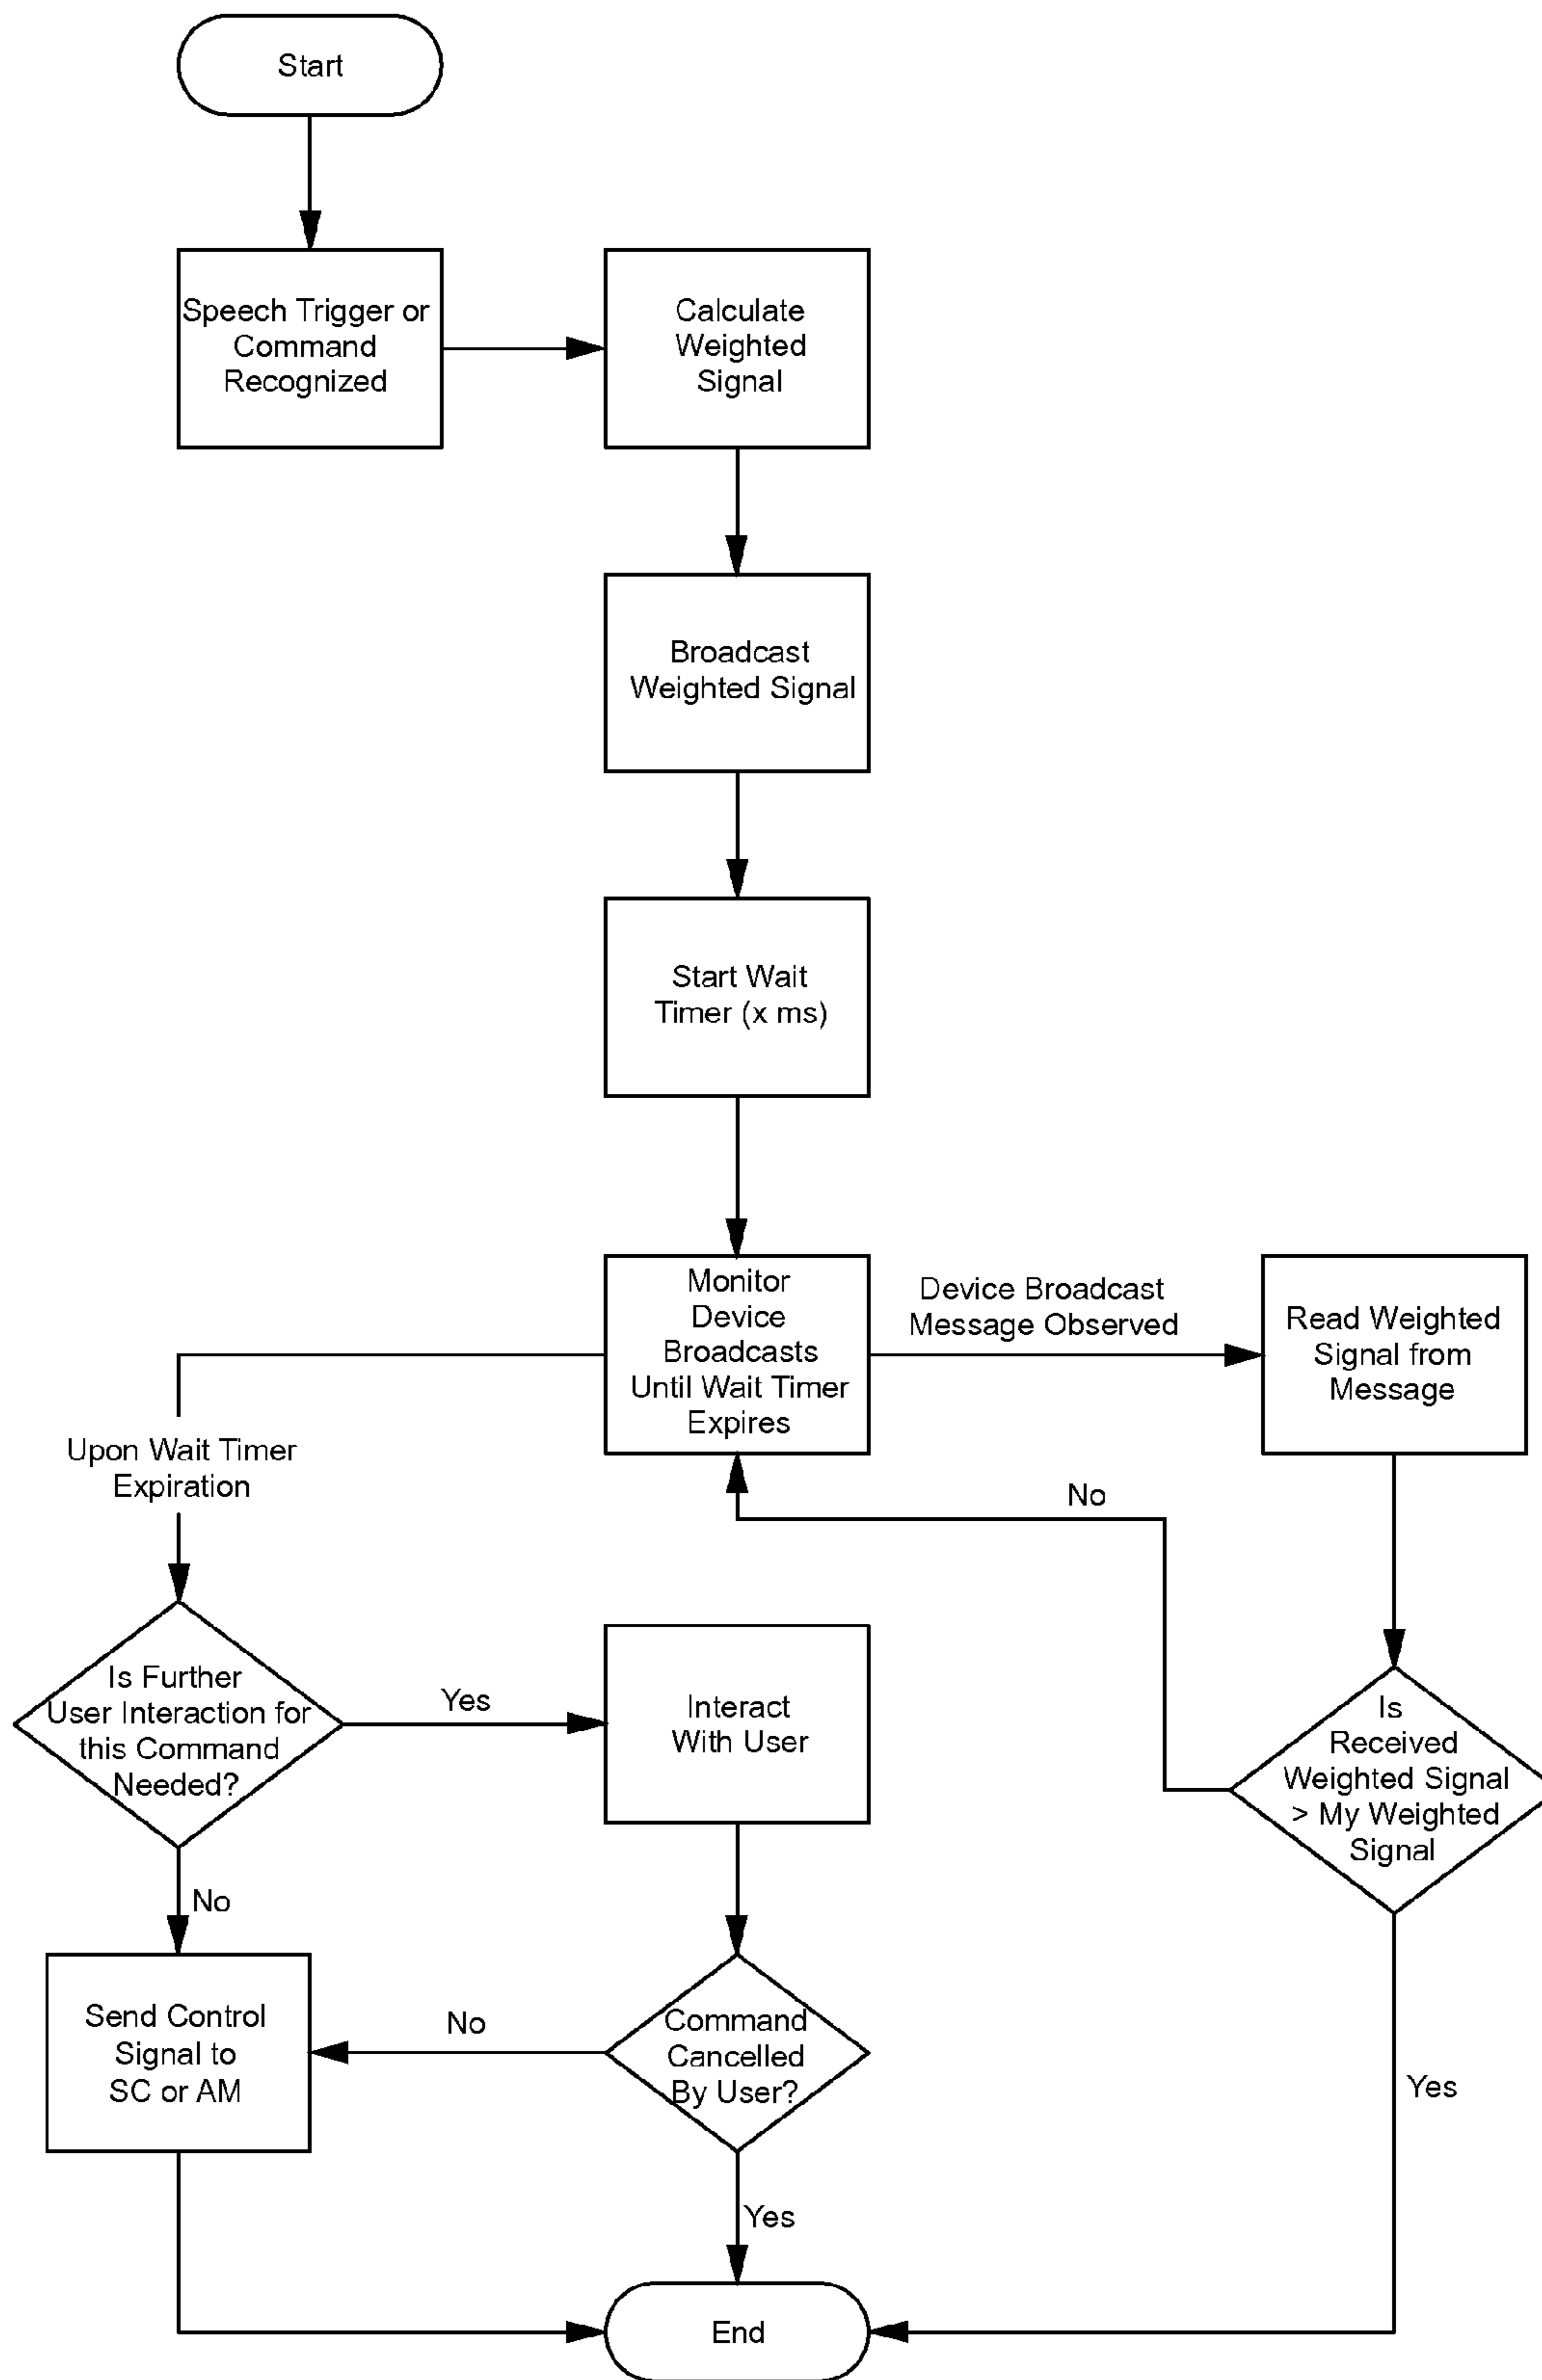 Start
Speech Trigger or
Command
Recognized
Calculate
Weighted
Signal
Broadcast
Weighted Signal
Start Wait
Timer (x ms)
Monitor
Device
Broadcasts
Until Wait Timer
Expires
Device Broadcast
Message Observed
Read Weighted
Signal from
Message
Upon Wait Timer
Expiration
No
Is Further
User Interaction for
this Command
Needed?
Yes
Interact
With User
Is
Received
Weighted Signal
> My Weighted
Signal
No
Send Control
Signal to
SC or AM
No
Command
Cancelled
By User?
Yes
Yes
End